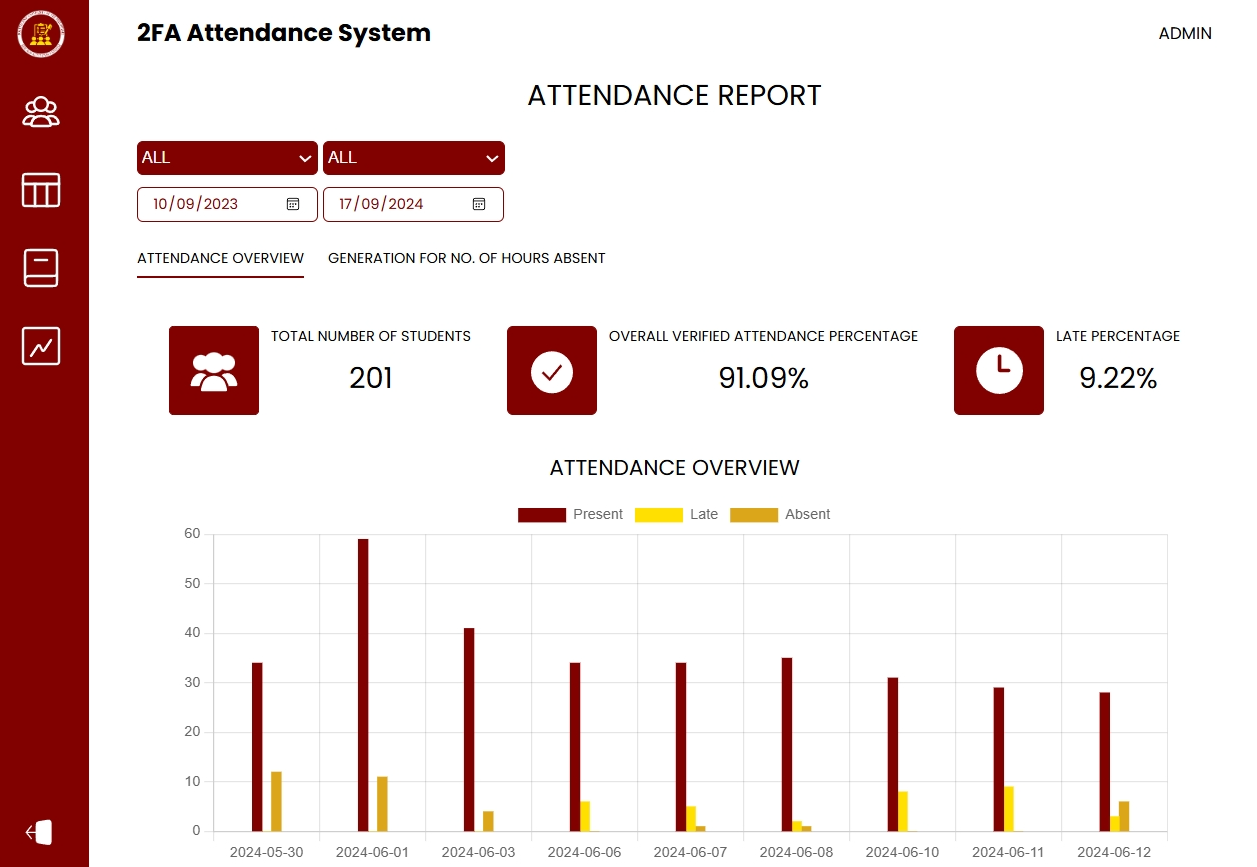 2FA Attendance System
ADMIN
ATTENDANCE REPORT
ALL ALL
10/09/2023 17/09/2024
ATTENDANCE OVERVIEW GENERATION FOR NO. OF HOURS ABSENT
TOTAL NUMBER OF STUDENTS
201
OVERALL VERIFIED ATTENDANCE PERCENTAGE
91.09%
LATE PERCENTAGE
9.22%
ATTENDANCE OVERVIEW
Present Late Absent
60
50
40
30
20
10
0
2024-05-30 2024-06-01 2024-06-03 2024-06-06 2024-06-07 2024-06-08 2024-06-10 2024-06-11 2024-06-12